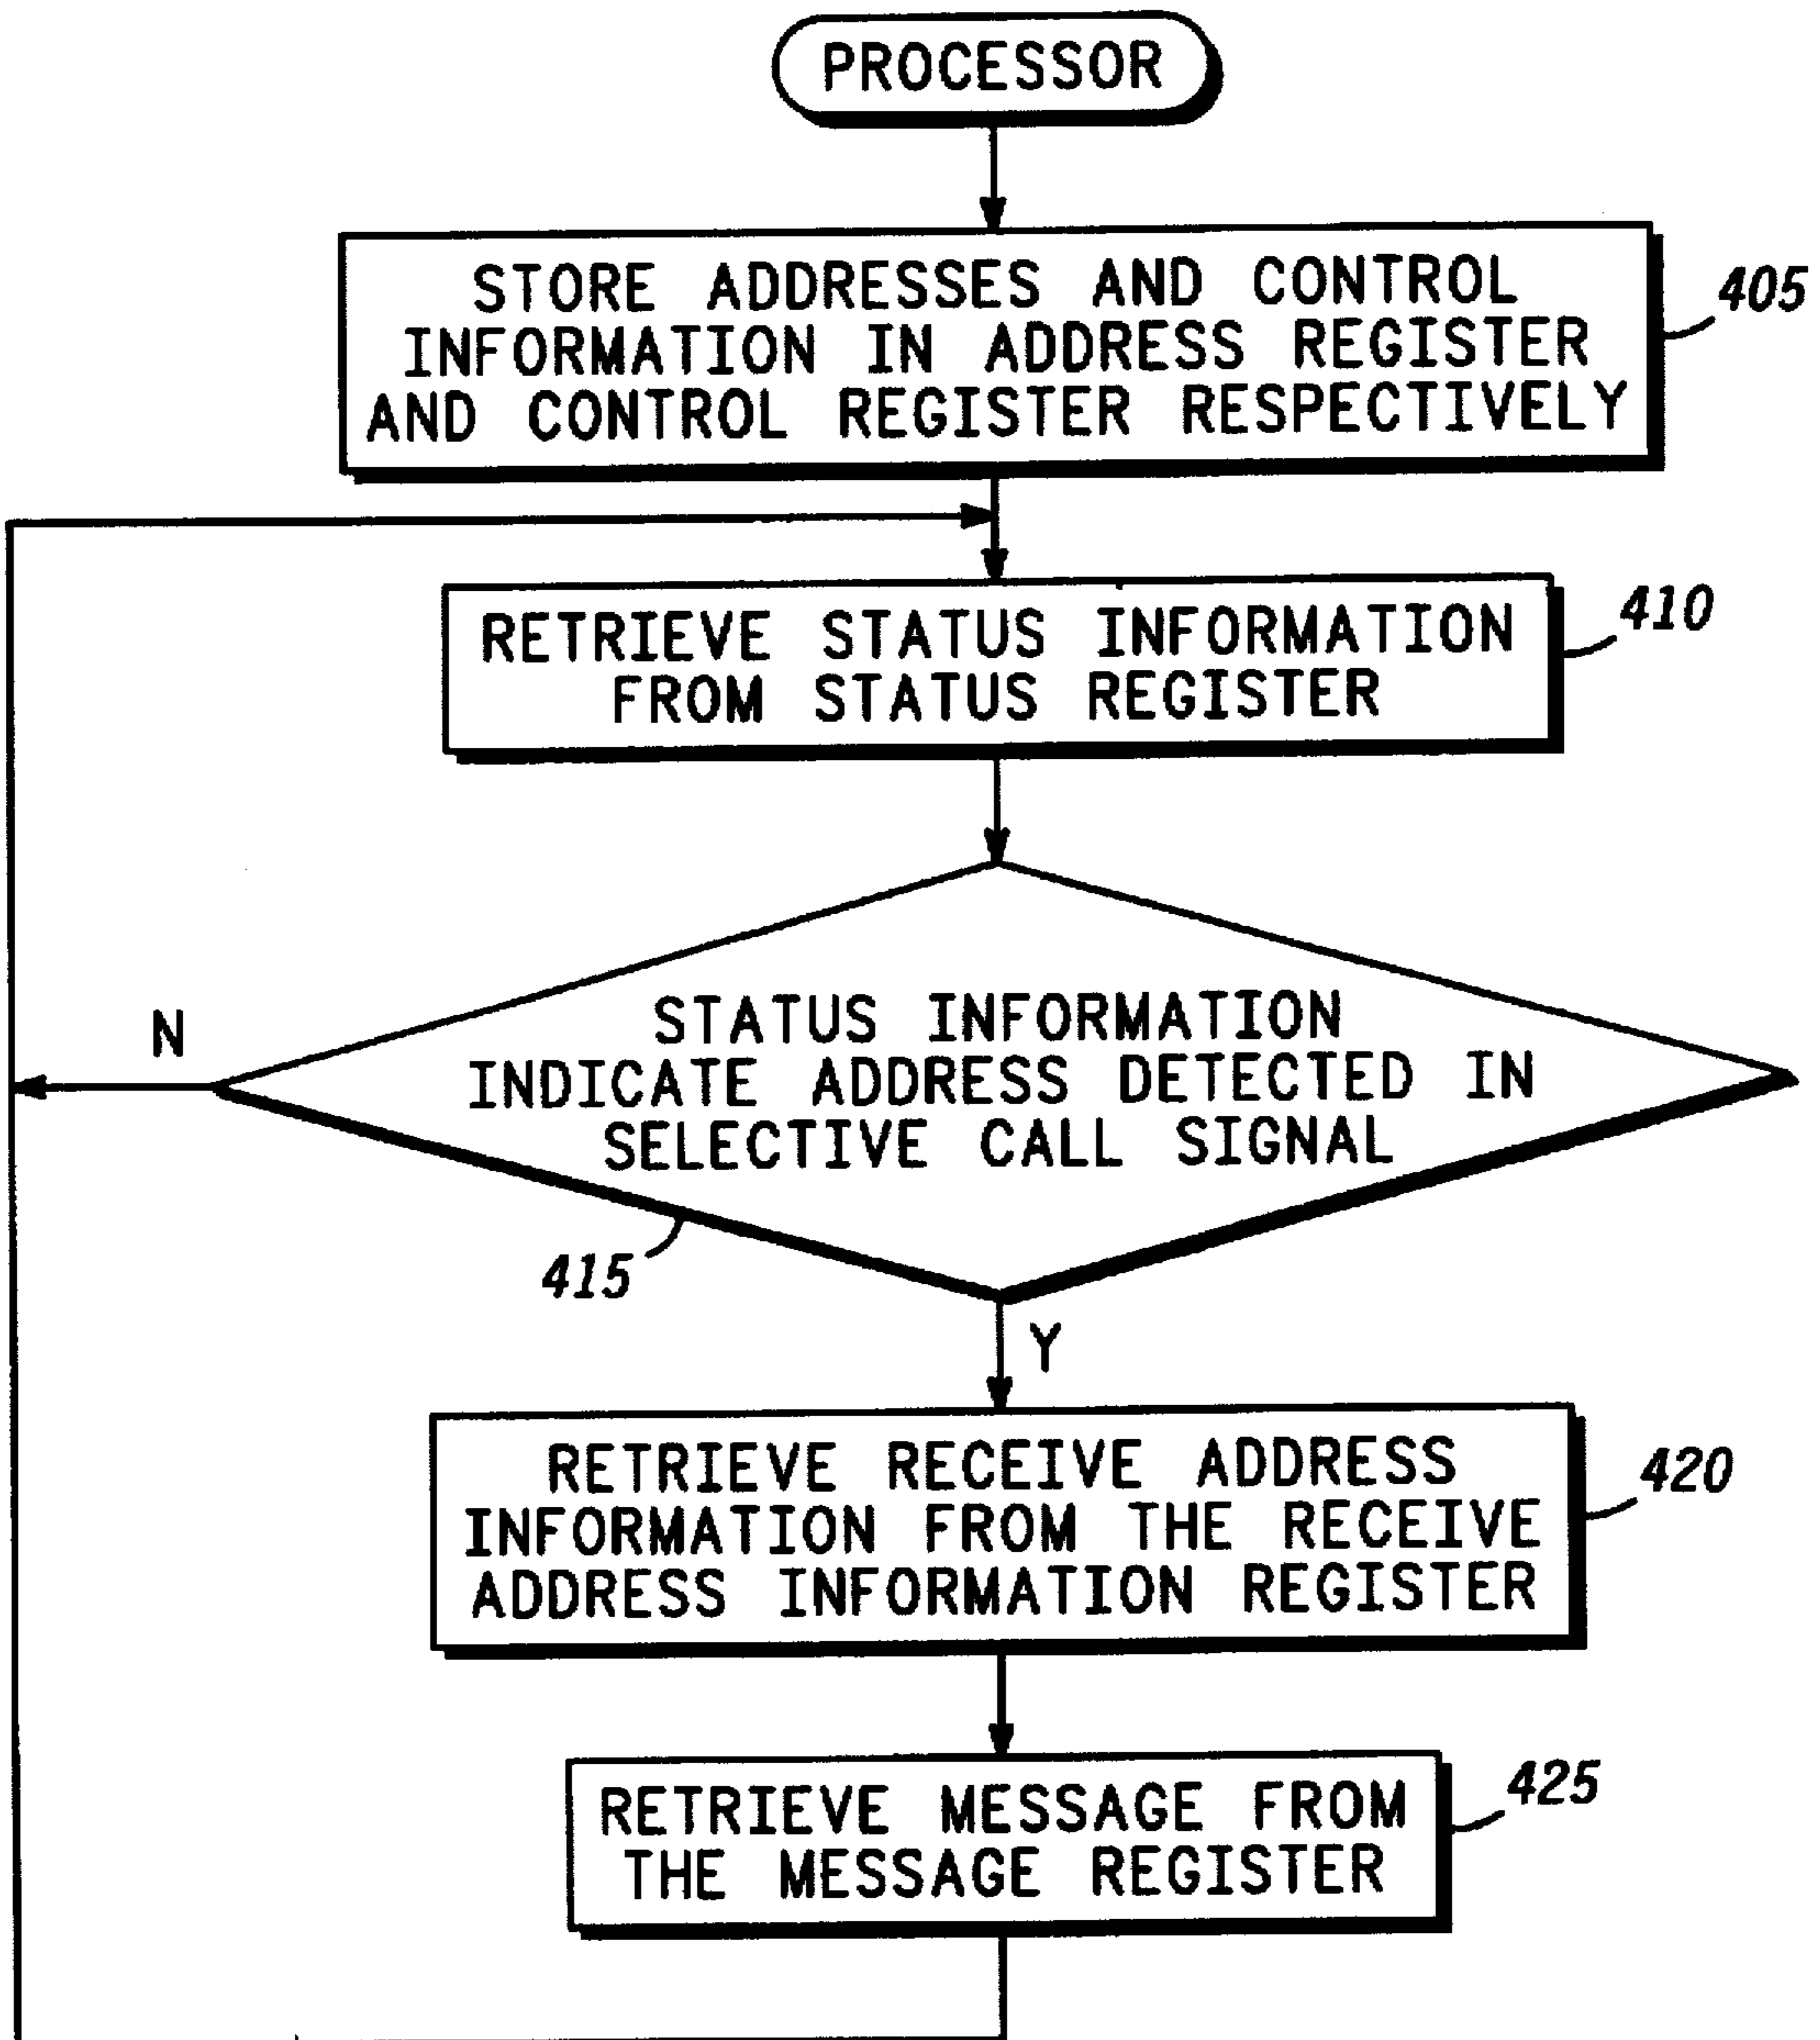 PROCESSOR
STORE ADDRESSES AND CONTROL
INFORMATION IN ADDRESS REGISTER
AND CONTROL REGISTER RESPECTIVELY
405
RETRIEVE STATUS INFORMATION
FROM STATUS REGISTER
410
N
STATUS INFORMATION
INDICATE ADDRESS DETECTED IN
SELECTIVE CALL SIGNAL
415
Y
RETRIEVE RECEIVE ADDRESS
INFORMATION FROM THE RECEIVE
ADDRESS INFORMATION REGISTER
420
RETRIEVE MESSAGE FROM
THE MESSAGE REGISTER
425